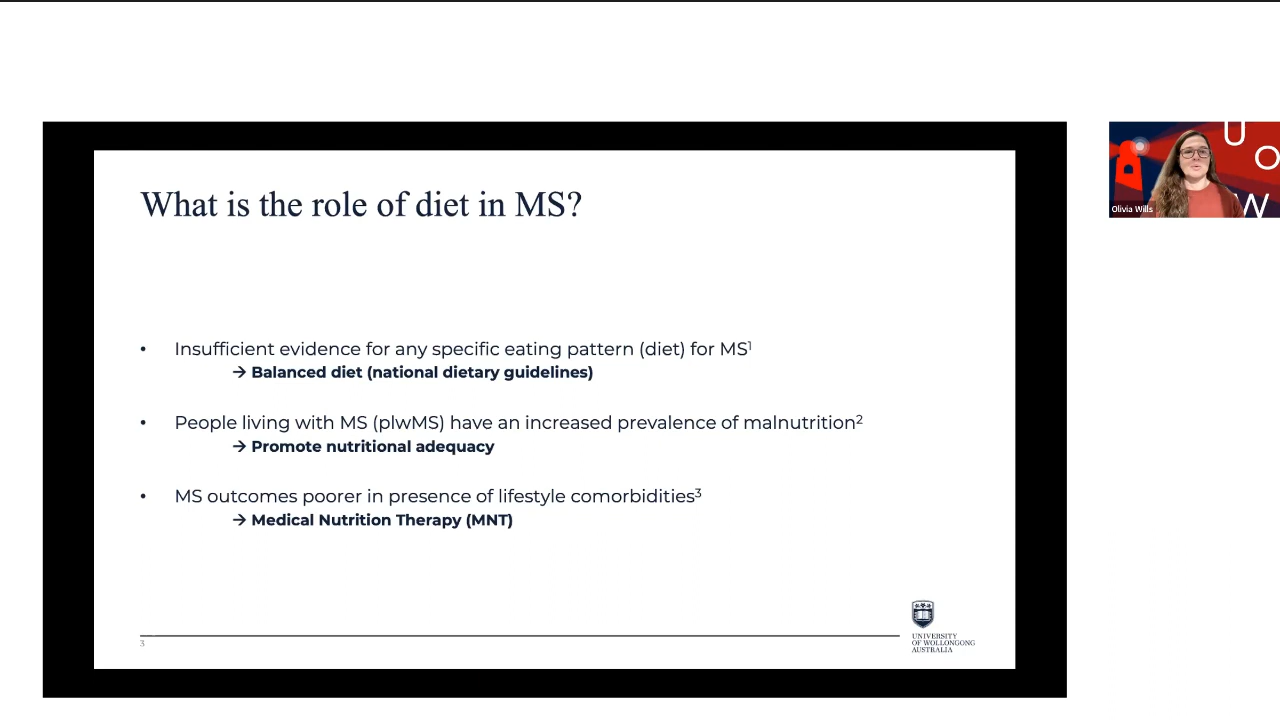 What is the role of diet in MS?
• Insufficient evidence for any specific eating pattern (diet) for MS¹
→ Balanced diet (national dietary guidelines)
• People living with MS (plwMS) have an increased prevalence of malnutrition²
→ Promote nutritional adequacy
• MS outcomes poorer in presence of lifestyle comorbidities³
→ Medical Nutrition Therapy (MNT)
3
UNIVERSITY
OF WOLLONGONG
AUSTRALIA
U
O
W
Olivia Wills